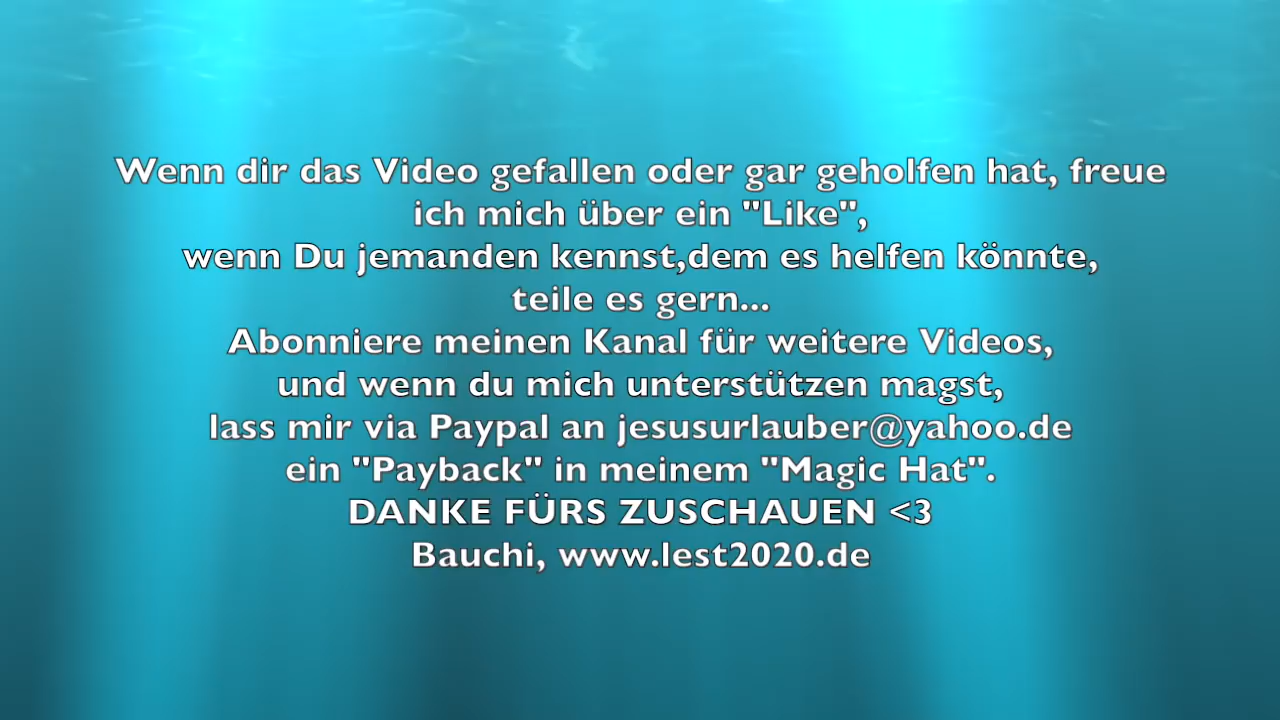 Wenn dir das Video gefallen oder gar geholfen hat, freue
ich mich über ein "Like",
wenn Du jemanden kennst,dem es helfen könnte,
teile es gern...
Abonniere meinen Kanal für weitere Videos,
und wenn du mich unterstützen magst,
lass mir via Paypal an jesusurlauber@yahoo.de
ein "Payback" in meinem "Magic Hat".
DANKE FÜRS ZUSCHAUEN <3
Bauchi, www.lest2020.de